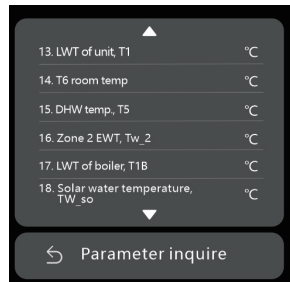 13. LWT of unit, T1 °C
14. T6 room temp °C
15. DHW temp., T5 °C
16. Zone 2 EWT, Tw_2 °C
17. LWT of boiler, T1B °C
18. Solar water temperature, °C
TW_so
Parameter inquire